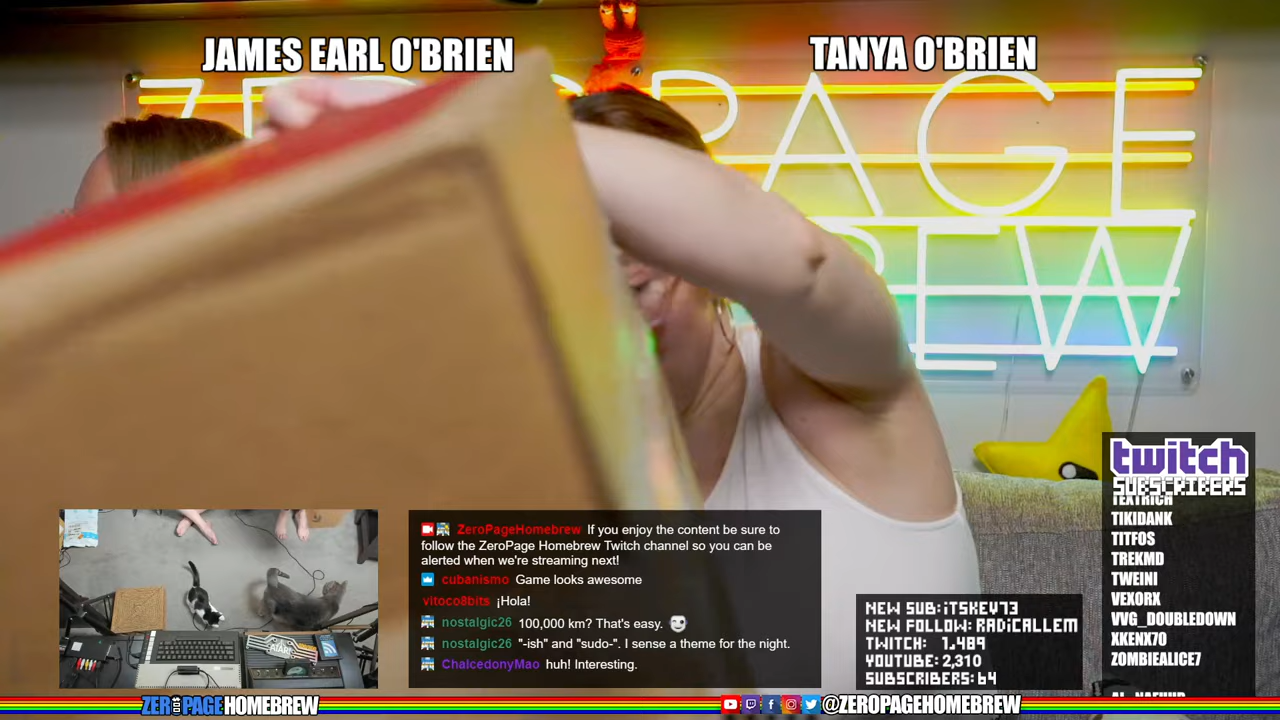 JAMES EARL O'BRIEN
TANYA O'BRIEN
PAGE
EW
twitch
SUBSCRIBERS
TIKIDANK
TITFOS
TREKMD
TWEINI
VEXORX
VVG_DOUBLEDOWN
XKENX70
ZOMBIEALICE7
ZeroPageHomebrew If you enjoy the content be sure to
follow the ZeroPage Homebrew Twitch channel so you can be
alerted when we're streaming next!
cubanismo Game looks awesome
vitoco8bits ¡Hola!
nostalgic26 100,000 km? That's easy.
nostalgic26 "-ish" and "sudo-". I sense a theme for the night.
ChalcedonyMao huh! Interesting.
NEW SUB: iTSKEV73
NEW FOLLOW: RADiCALLEM
TWITCH: 1,489
YOUTUBE: 2,310
SUBSCRIBERS: 64
ATARI
ZEROPAGEHOMEBREW
@ZEROPAGEHOMEBREW